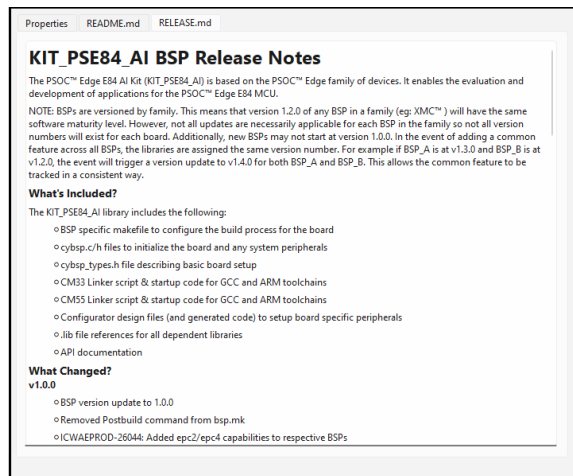 Properties README.md RELEASE.md
KIT_PSE84_AI BSP Release Notes
The PSOC™ Edge E84 AI Kit (KIT_PSE84_AI) is based on the PSOC™ Edge family of devices. It enables the evaluation and
development of applications for the PSOC™ Edge E84 MCU.
NOTE: BSPs are versioned by family. This means that version 1.2.0 of any BSP in a family (eg: XMC™ ) will have the same
software maturity level. However, not all updates are necessarily applicable for each BSP in the family so not all version
numbers will exist for each board. Additionally, new BSPs may not start at version 1.0.0. In the event of adding a common
feature across all BSPs, the libraries are assigned the same version number. For example if BSP_A is at v1.3.0 and BSP_B is at
v1.2.0, the event will trigger a version update to v1.4.0 for both BSP_A and BSP_B. This allows the common feature to be
tracked in a consistent way.
What's Included?
The KIT_PSE84_AI library includes the following:
BSP specific makefile to configure the build process for the board
cybsp.c/h files to initialize the board and any system peripherals
cybsp_types.h file describing basic board setup
CM33 Linker script & startup code for GCC and ARM toolchains
CM55 Linker script & startup code for GCC and ARM toolchains
Configurator design files (and generated code) to setup board specific peripherals
.lib file references for all dependent libraries
API documentation
What Changed?
v1.0.0
BSP version update to 1.0.0
Removed Postbuild command from bsp.mk
ICWAEPROD-26044: Added epc2/epc4 capabilities to respective BSPs